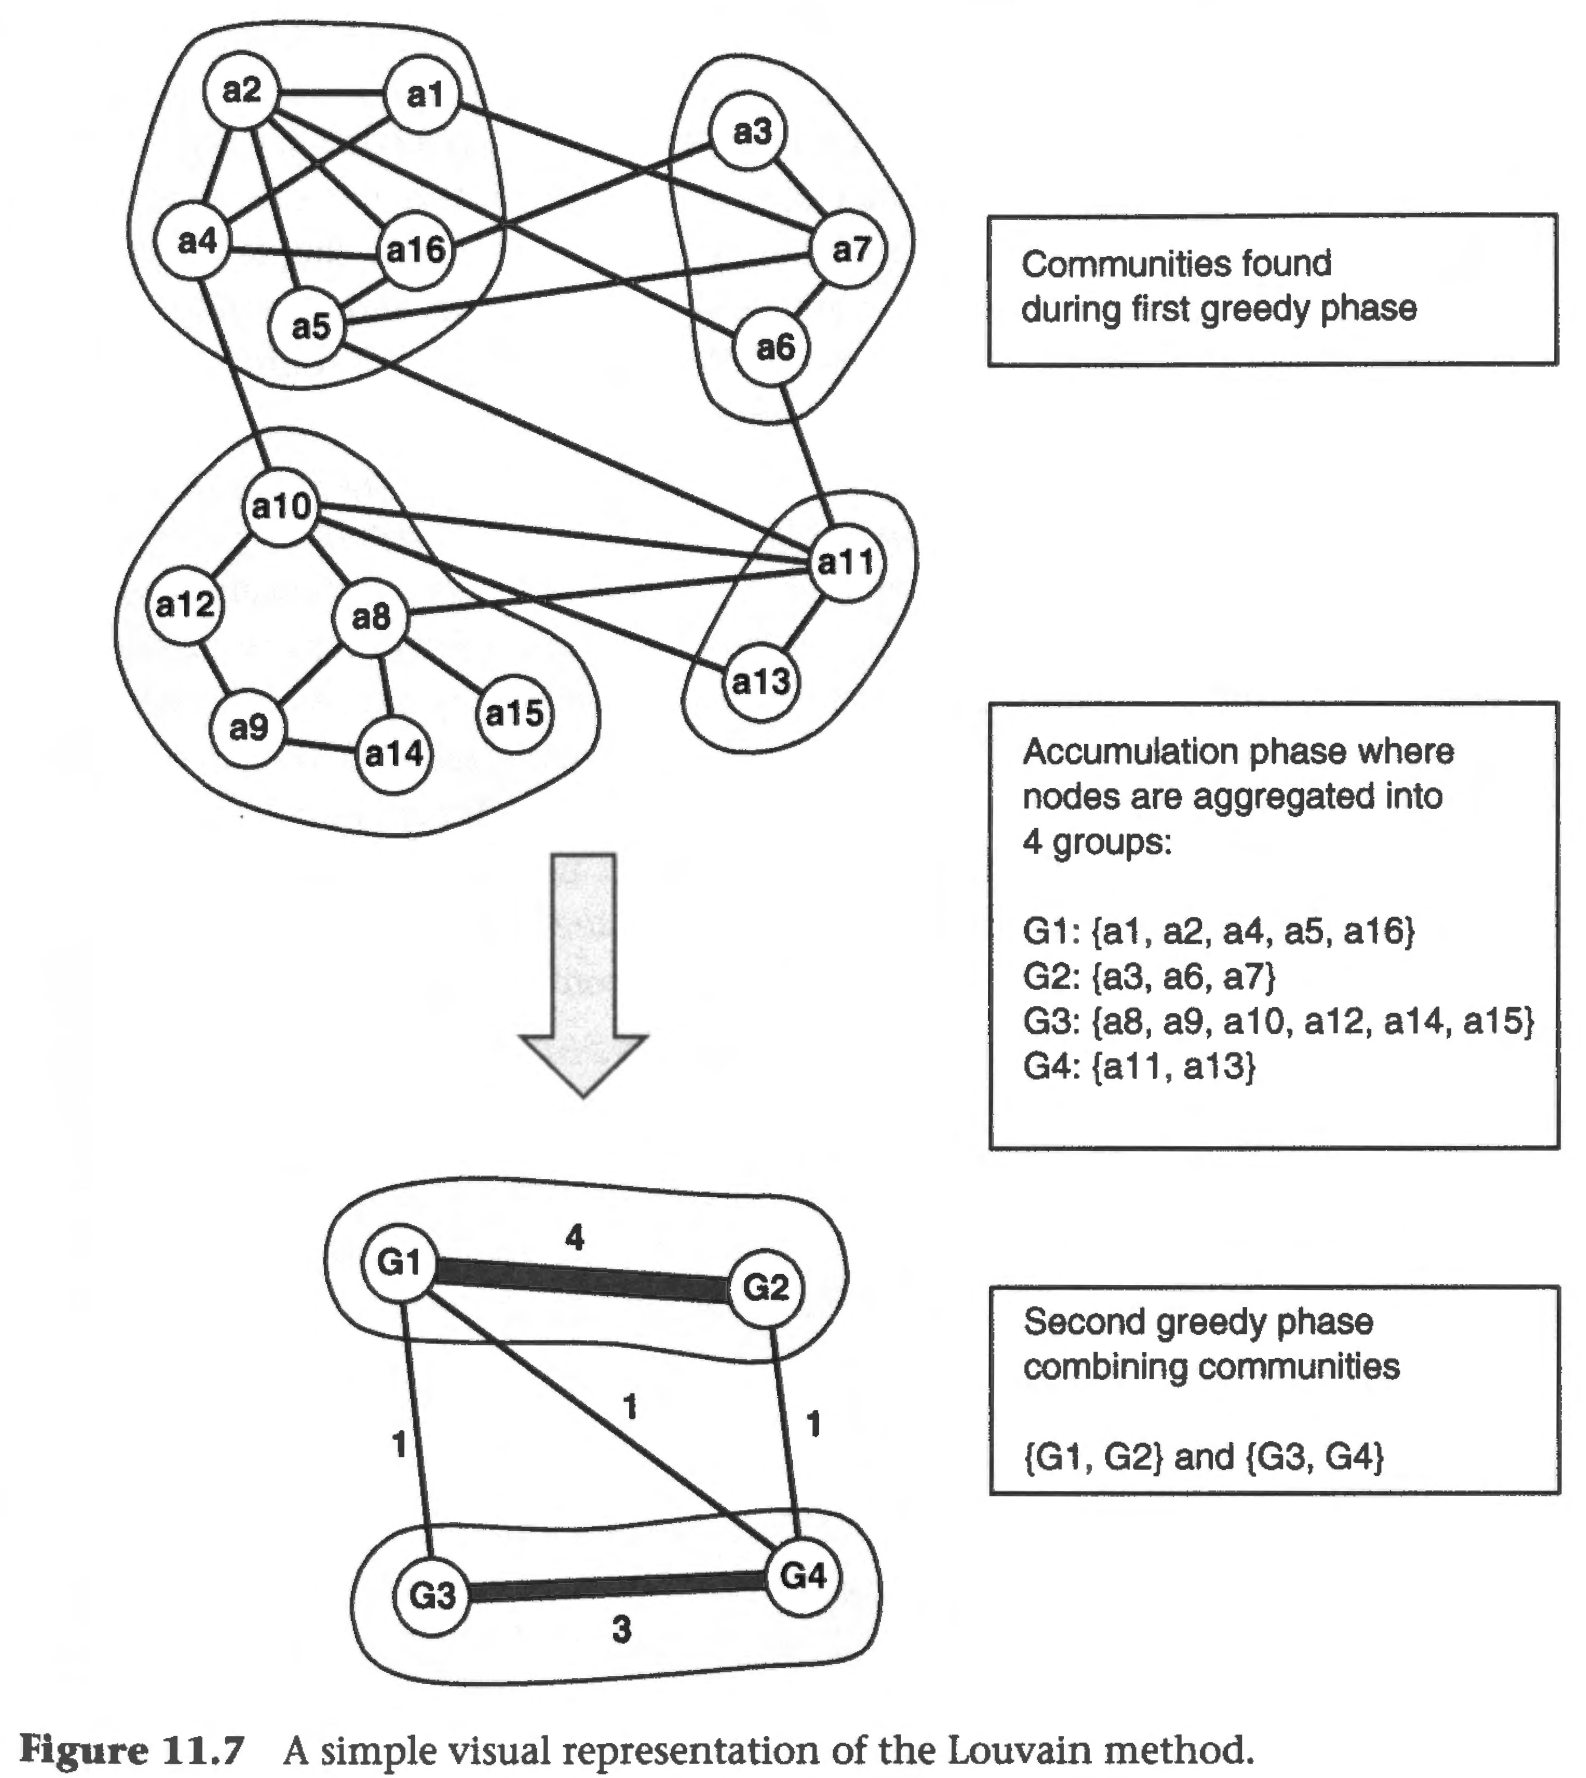 a2
a1
a3
a4
a16
a7
a5
a6
Communities found
during first greedy phase
a10
a11
a12
a8
a13
a9
a14
a15
Accumulation phase where
nodes are aggregated into
4 groups:
G1: {a1, a2, a4, a5, a16}
G2: {a3, a6, a7}
G3: {a8, a9, a10, a12, a14, a15}
G4: {a11, a13}
4
G1
G2
1
1
1
G3
G4
3
Second greedy phase
combining communities
{G1, G2} and {G3, G4}
Figure 11.7 A simple visual representation of the Louvain method.